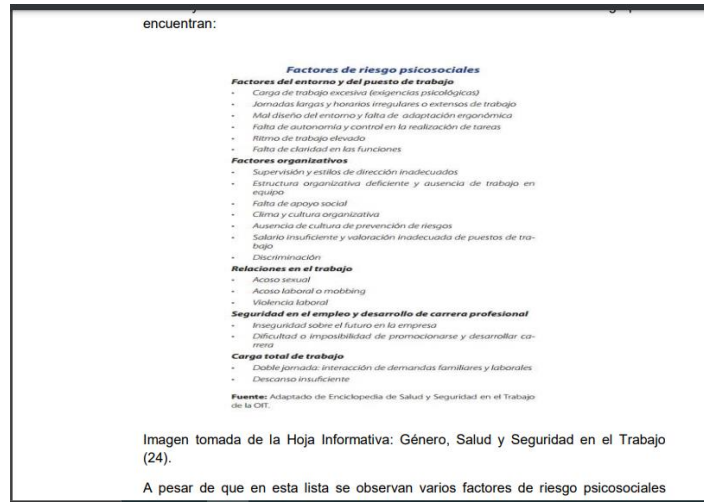 encuentran:
Factores de riesgo psicosociales
Factores del entorno y del puesto de trabajo
- Carga de trabajo excesiva (exigencias psicológicas)
- Jornadas largas y horarios irregulares o extensos de trabajo
- Mal diseño del entorno y falta de adaptación ergonómica
- Falta de autonomía y control en la realización de tareas
- Ritmo de trabajo elevado
- Falta de claridad en las funciones
Factores organizativos
- Supervisión y estilos de dirección inadecuados
- Estructura organizativa deficiente y ausencia de trabajo en
equipo
- Falta de apoyo social
- Clima y cultura organizativa
- Ausencia de cultura de prevención de riesgos
- Salario insuficiente y valoración inadecuada de puestos de tra-
bajo
- Discriminación
Relaciones en el trabajo
- Acoso sexual
- Acoso laboral o mobbing
- Violencia laboral
Seguridad en el empleo y desarrollo de carrera profesional
- Inseguridad sobre el futuro en la empresa
- Dificultad o imposibilidad de promocionarse y desarrollar ca-
rrera
Carga total de trabajo
- Doble jornada: interacción de demandas familiares y laborales
- Descanso insuficiente
Fuente: Adaptado de Enciclopedia de Salud y Seguridad en el Trabajo
de la OIT.
Imagen tomada de la Hoja Informativa: Género, Salud y Seguridad en el Trabajo
(24).
A pesar de que en esta lista se observan varios factores de riesgo psicosociales